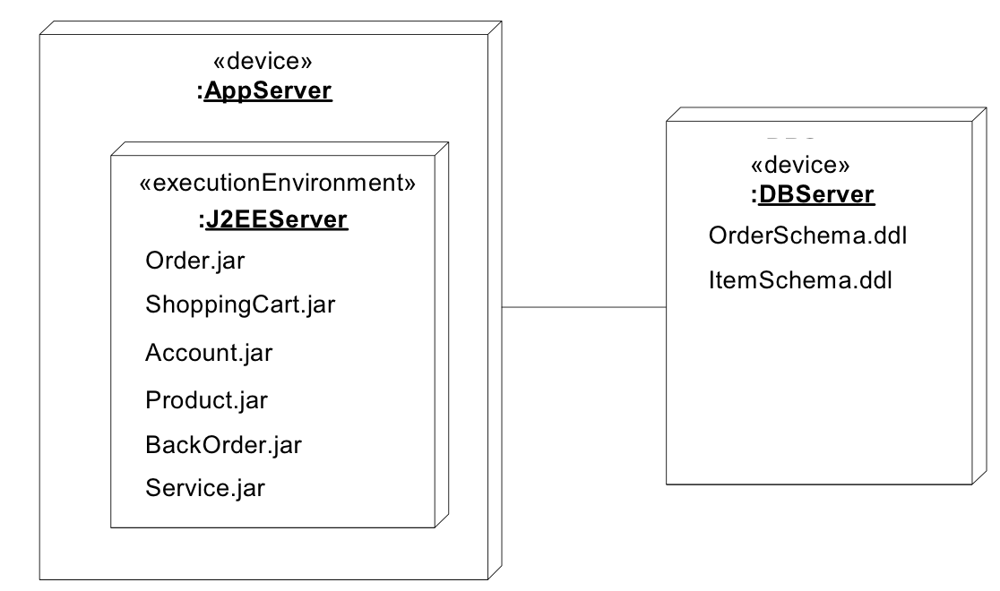 «device»
:AppServer
«executionEnvironment»
:J2EEServer
Order.jar
ShoppingCart.jar
Account.jar
Product.jar
BackOrder.jar
Service.jar
«device»
:DBServer
OrderSchema.ddl
ItemSchema.ddl